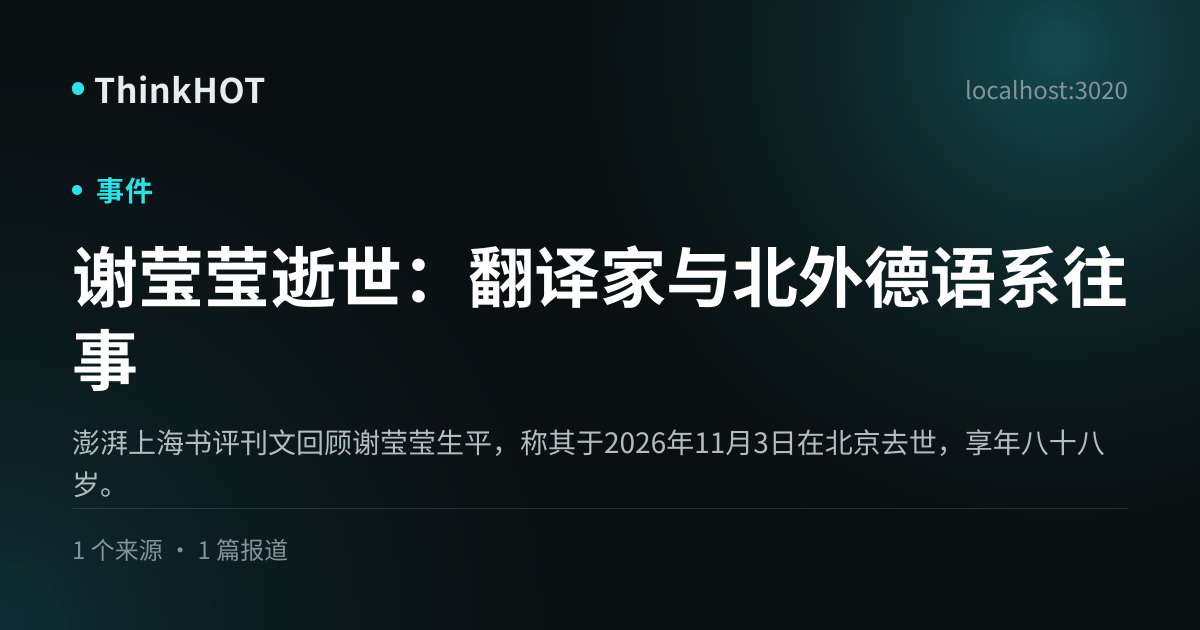 ThinkHOT
localhost:3020
事件
谢莹莹逝世：翻译家与北外德语系往
事
澎湃上海书评刊文回顾谢莹莹生平，称其于2026年11月3日在北京去世，享年八十八
岁。
1 个来源 · 1 篇报道